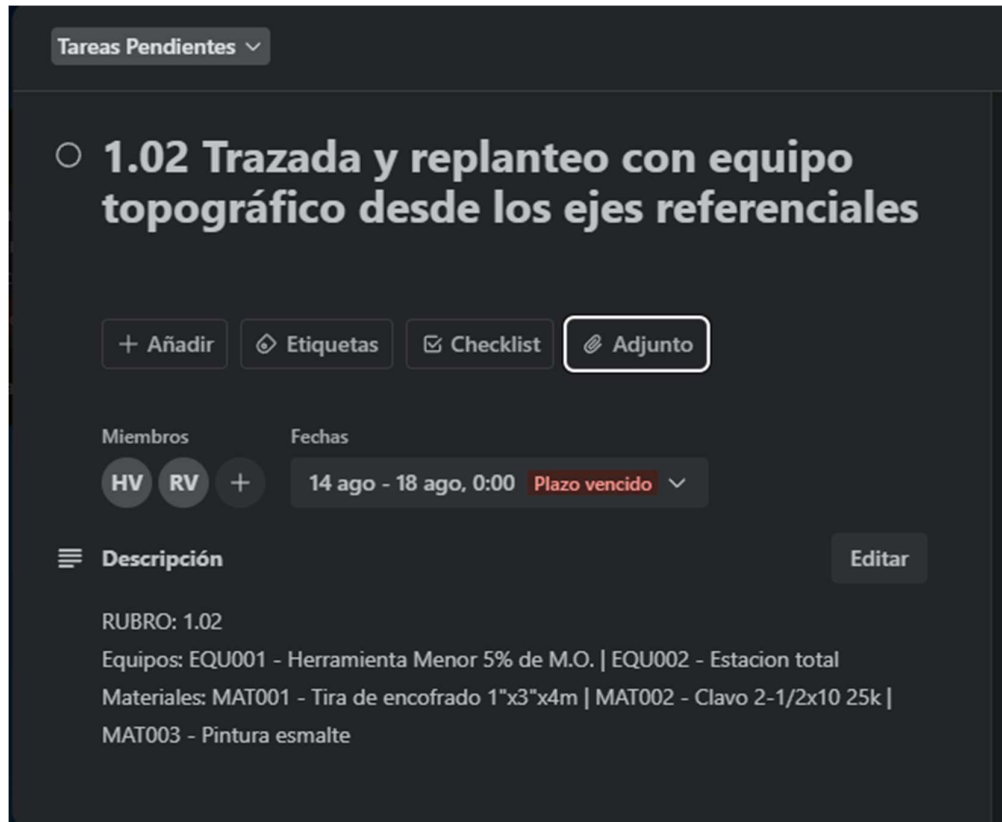 Tareas Pendientes
1.02 Trazada y replanteo con equipo
topográfico desde los ejes referenciales
+ Añadir Etiquetas Checklist Adjunto
Miembros Fechas
HV RV + 14 ago - 18 ago, 0:00 Plazo vencido
Descripción Editar
RUBRO: 1.02
Equipos: EQU001 - Herramienta Menor 5% de M.O. | EQU002 - Estacion total
Materiales: MAT001 - Tira de encofrado 1"x3"x4m | MAT002 - Clavo 2-1/2x10 25k |
MAT003 - Pintura esmalte